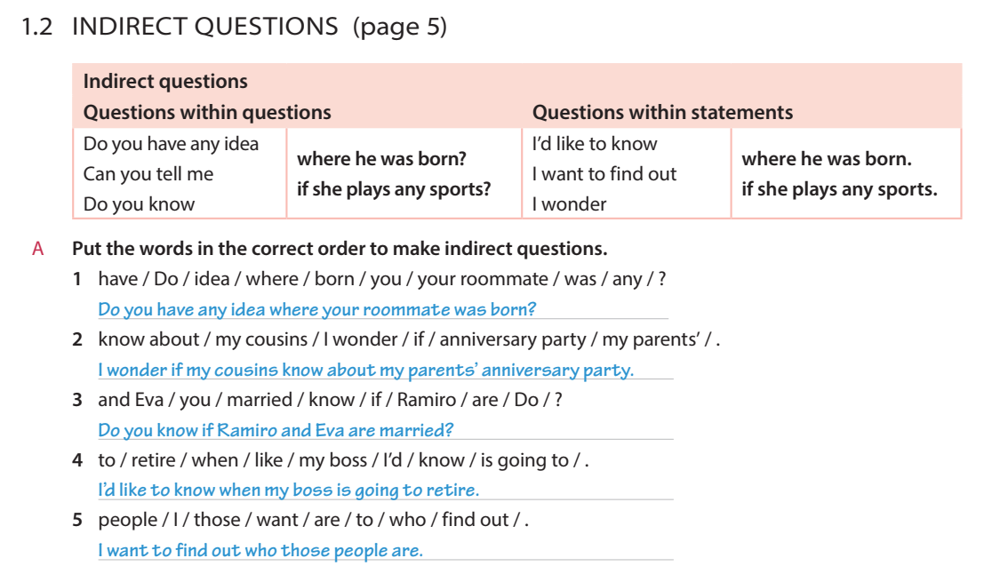 1.2 INDIRECT QUESTIONS (page 5)
Indirect questions
Questions within questions
Questions within statements
Do you have any idea
Can you tell me
Do you know
where he was born?
if she plays any sports?
I'd like to know
I want to find out
I wonder
where he was born.
if she plays any sports.
A Put the words in the correct order to make indirect questions.
1 have / Do / idea / where / born / you / your roommate / was / any / ?
Do you have any idea where your roommate was born?
2 know about / my cousins / I wonder / if / anniversary party / my parents’ / .
I wonder if my cousins know about my parents’ anniversary party.
3 and Eva / you / married / know / if / Ramiro / are / Do / ?
Do you know if Ramiro and Eva are married?
4 to / retire / when / like / my boss / I’d / know / is going to / .
I’d like to know when my boss is going to retire.
5 people / I / those / want / are / to / who / find out / .
I want to find out who those people are.